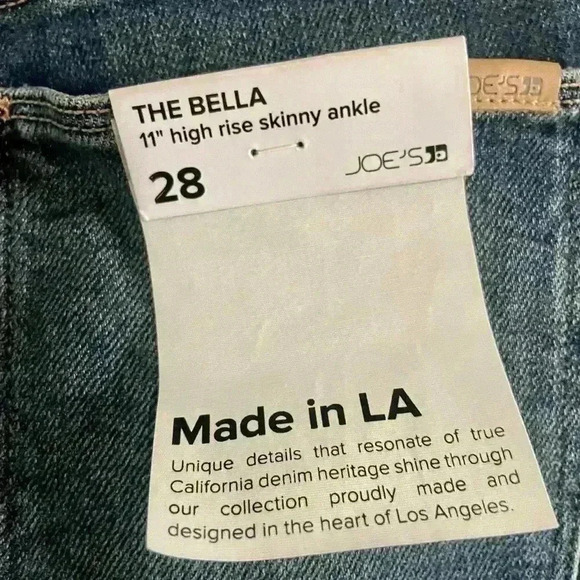 THE BELLA
11" high rise skinny ankle
28
JOE'S
JOE'S
Made in LA
Unique details that resonate of true
California denim heritage shine through
our collection proudly made and
designed in the heart of Los Angeles.